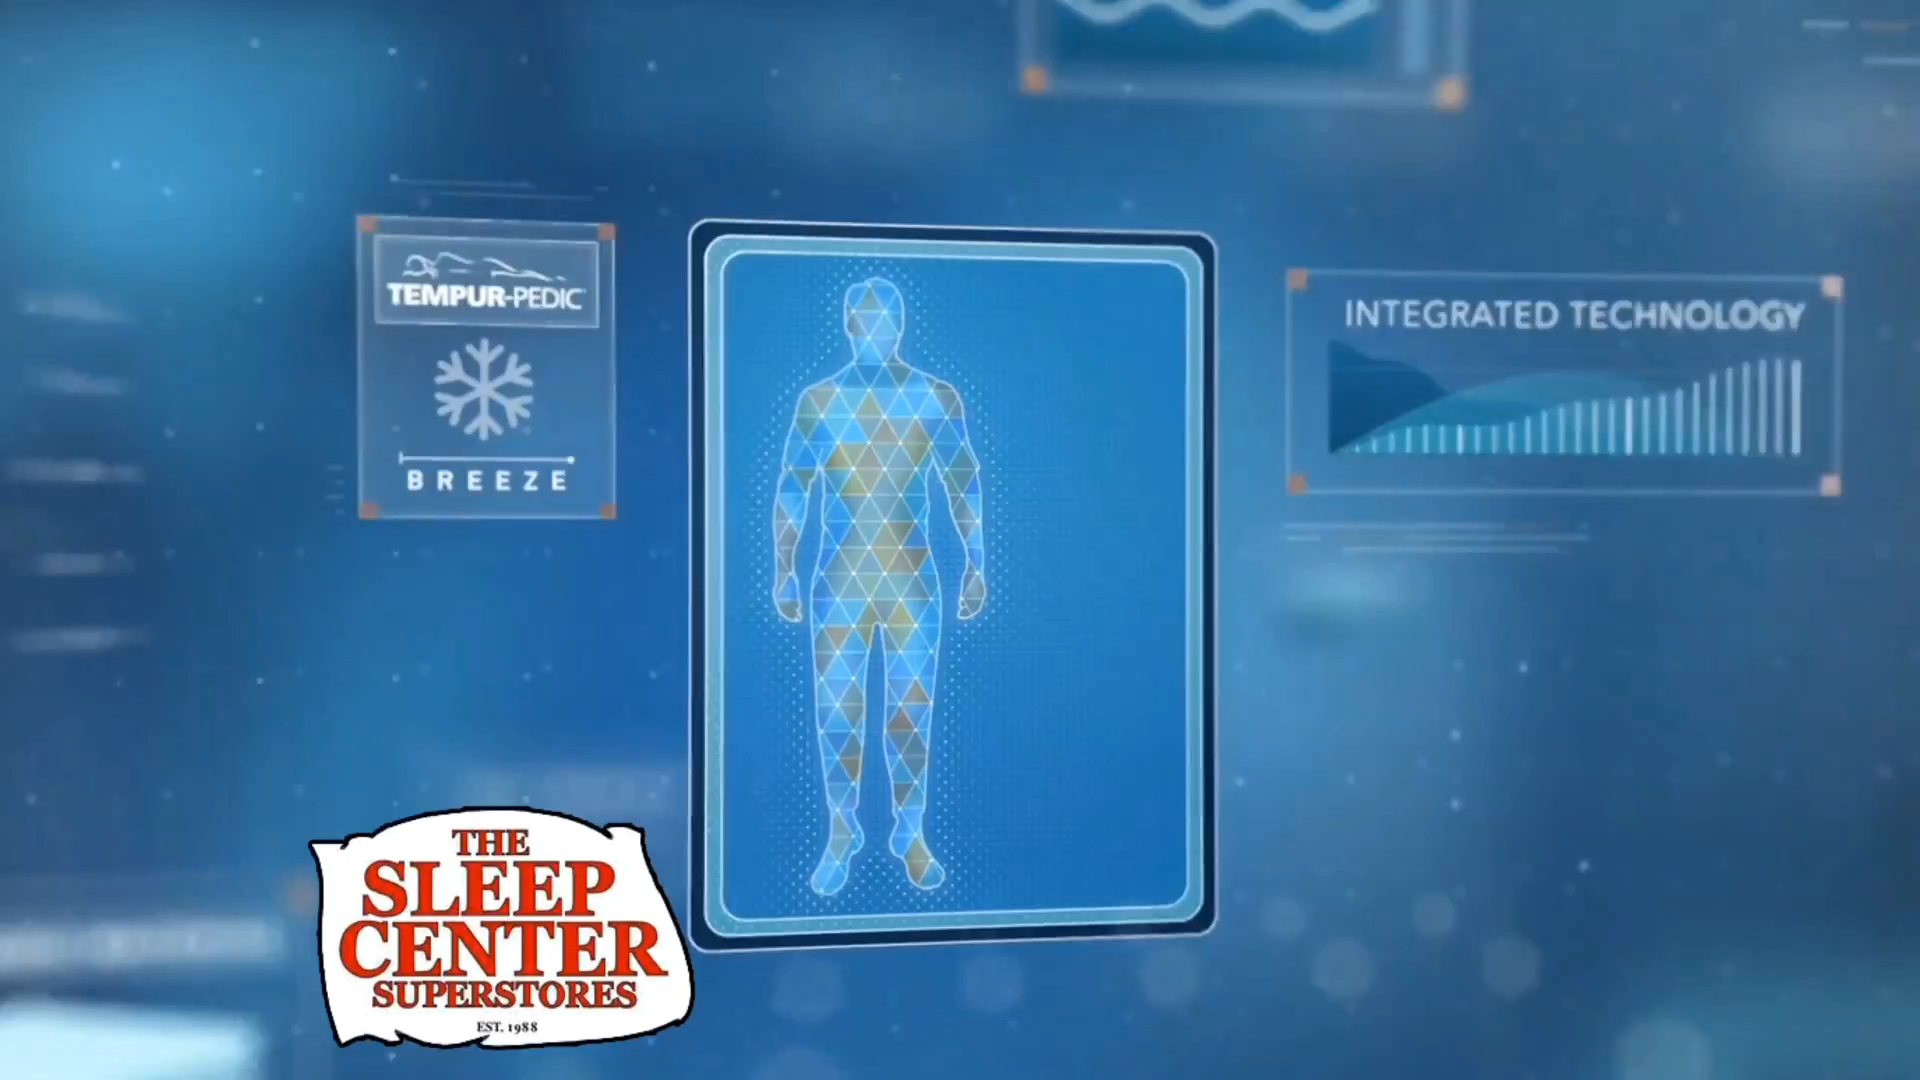 TEMPUR-PEDIC
BREEZE
INTEGRATED TECHNOLOGY
THE
SLEEP
CENTER
SUPERSTORES
EST. 1988